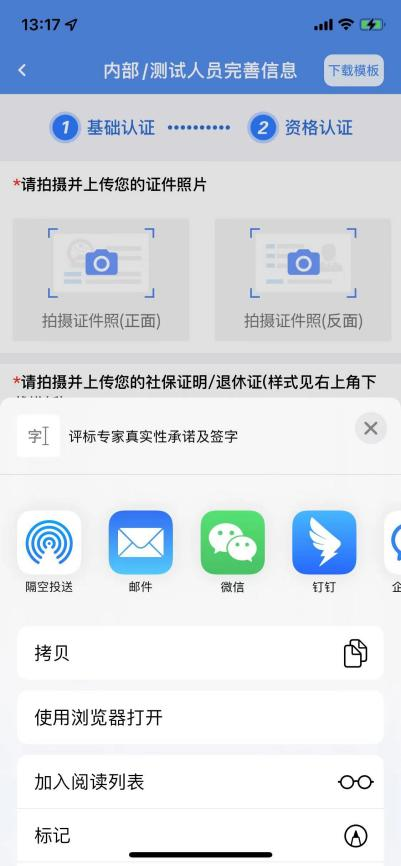 13:17
内部/测试人员完善信息
下载模板
1 基础认证 2 资格认证
*请拍摄并上传您的证件照片
拍摄证件照(正面) 拍摄证件照(反面)
*请拍摄并上传您的社保证明/退休证(样式见右上角下
字
评标专家真实性承诺及签字
隔空投送 邮件 微信 钉钉 企
拷贝
使用浏览器打开
加入阅读列表
标记